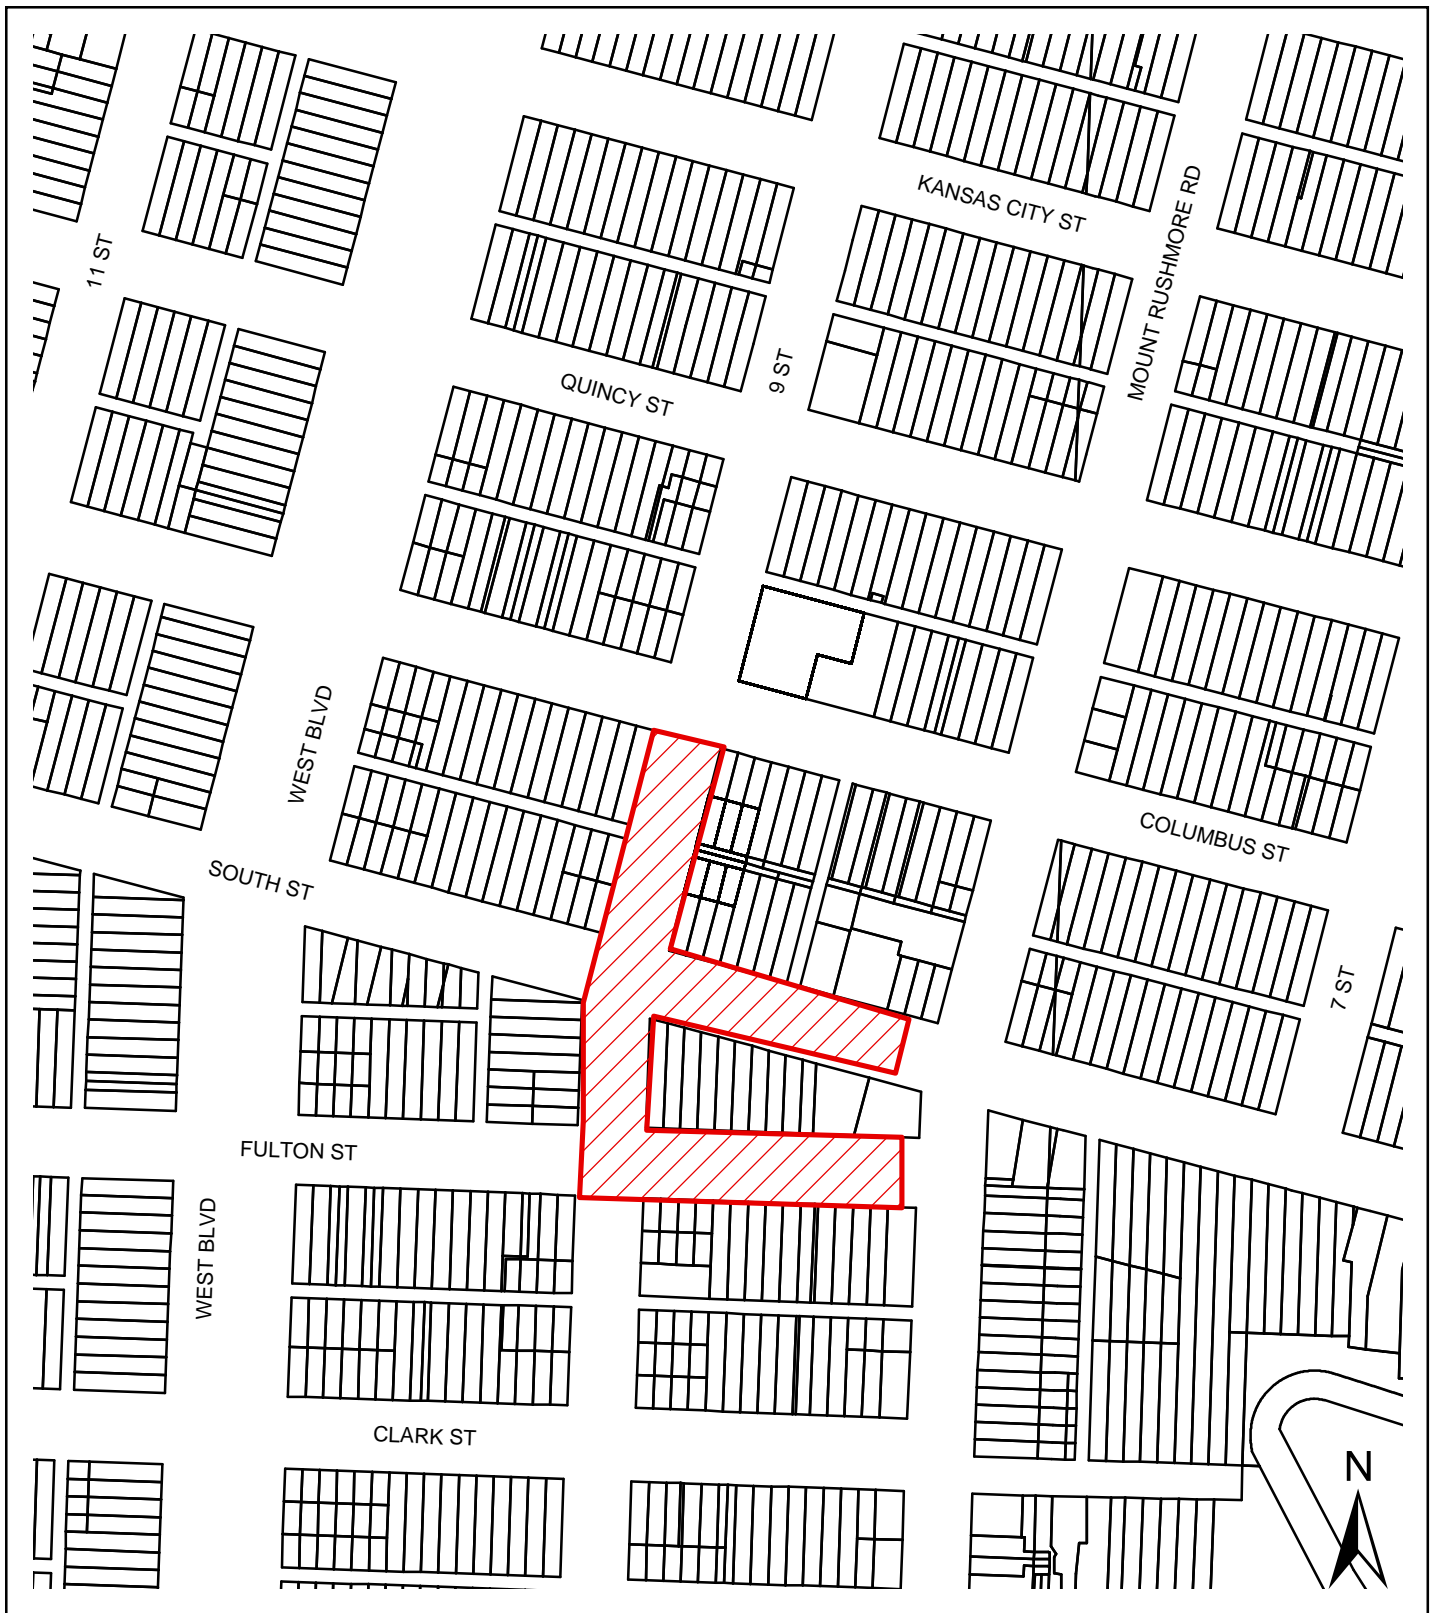 KANSAS CITY ST
MOUNT RUSHMORE RD
11 ST
9 ST
QUINCY ST
WEST BLVD
COLUMBUS ST
SOUTH ST
7 ST
FULTON ST
WEST BLVD
CLARK ST
N